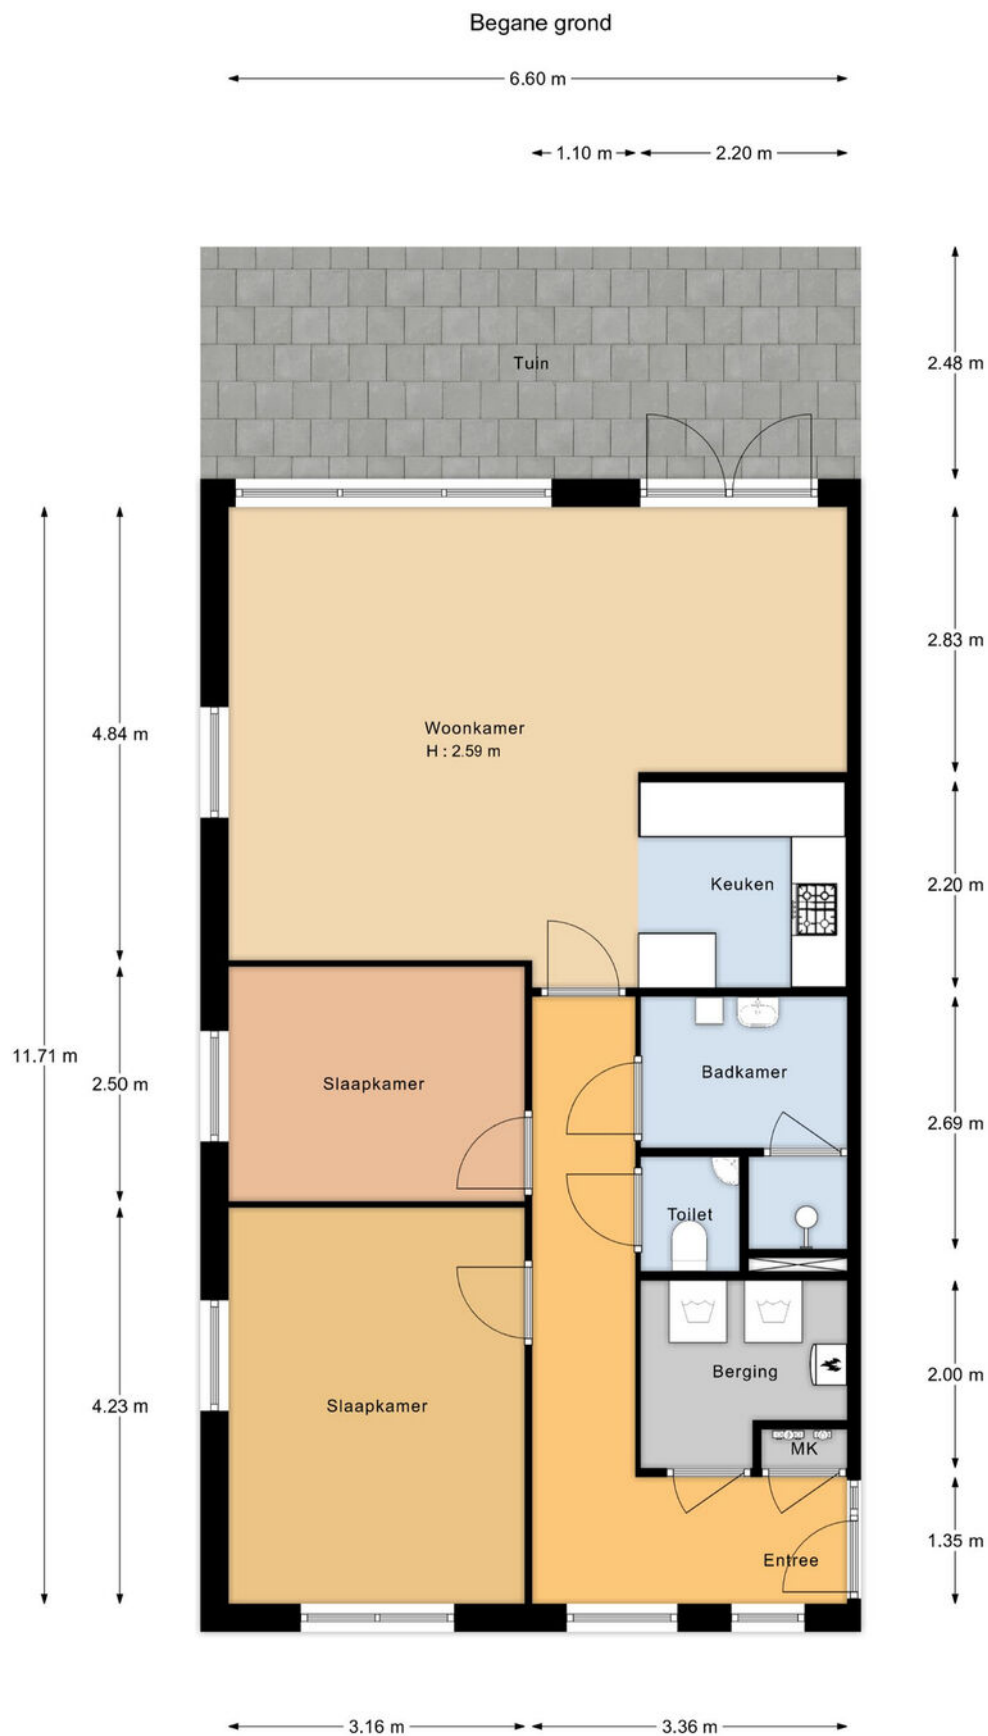 Begane grond
6.60 m
1.10 m
2.20 m
Tuin
2.48 m
2.83 m
4.84 m
Woonkamer
H : 2.59 m
Keuken
2.20 m
11.71 m
2.50 m
Slaapkamer
Badkamer
2.69 m
Toilet
Berging
2.00 m
4.23 m
Slaapkamer
MK
Entree
1.35 m
3.16 m
3.36 m